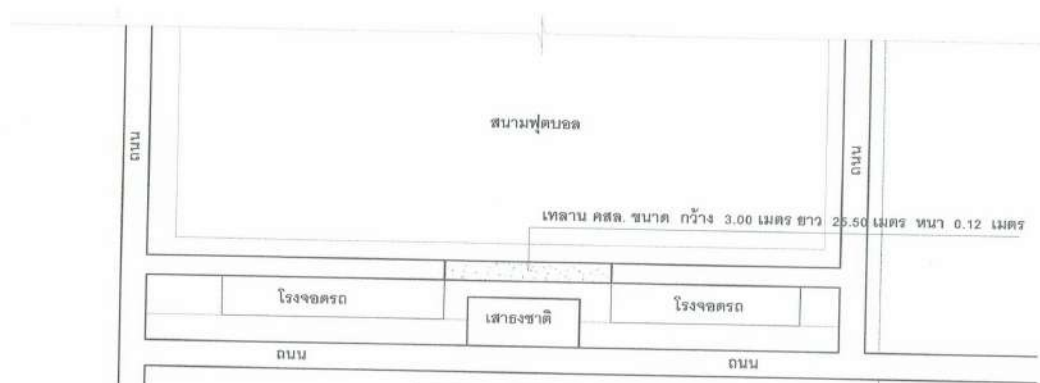 สนามฟุตบอล
ถนน
ถนน
เทลาน คสล. ขนาด กว้าง 3.00 เมตร ยาว 25.50 เมตร หนา 0.12 เมตร
โรงจอดรถ
โรงจอดรถ
เสาธงชาติ
ถนน
ถนน